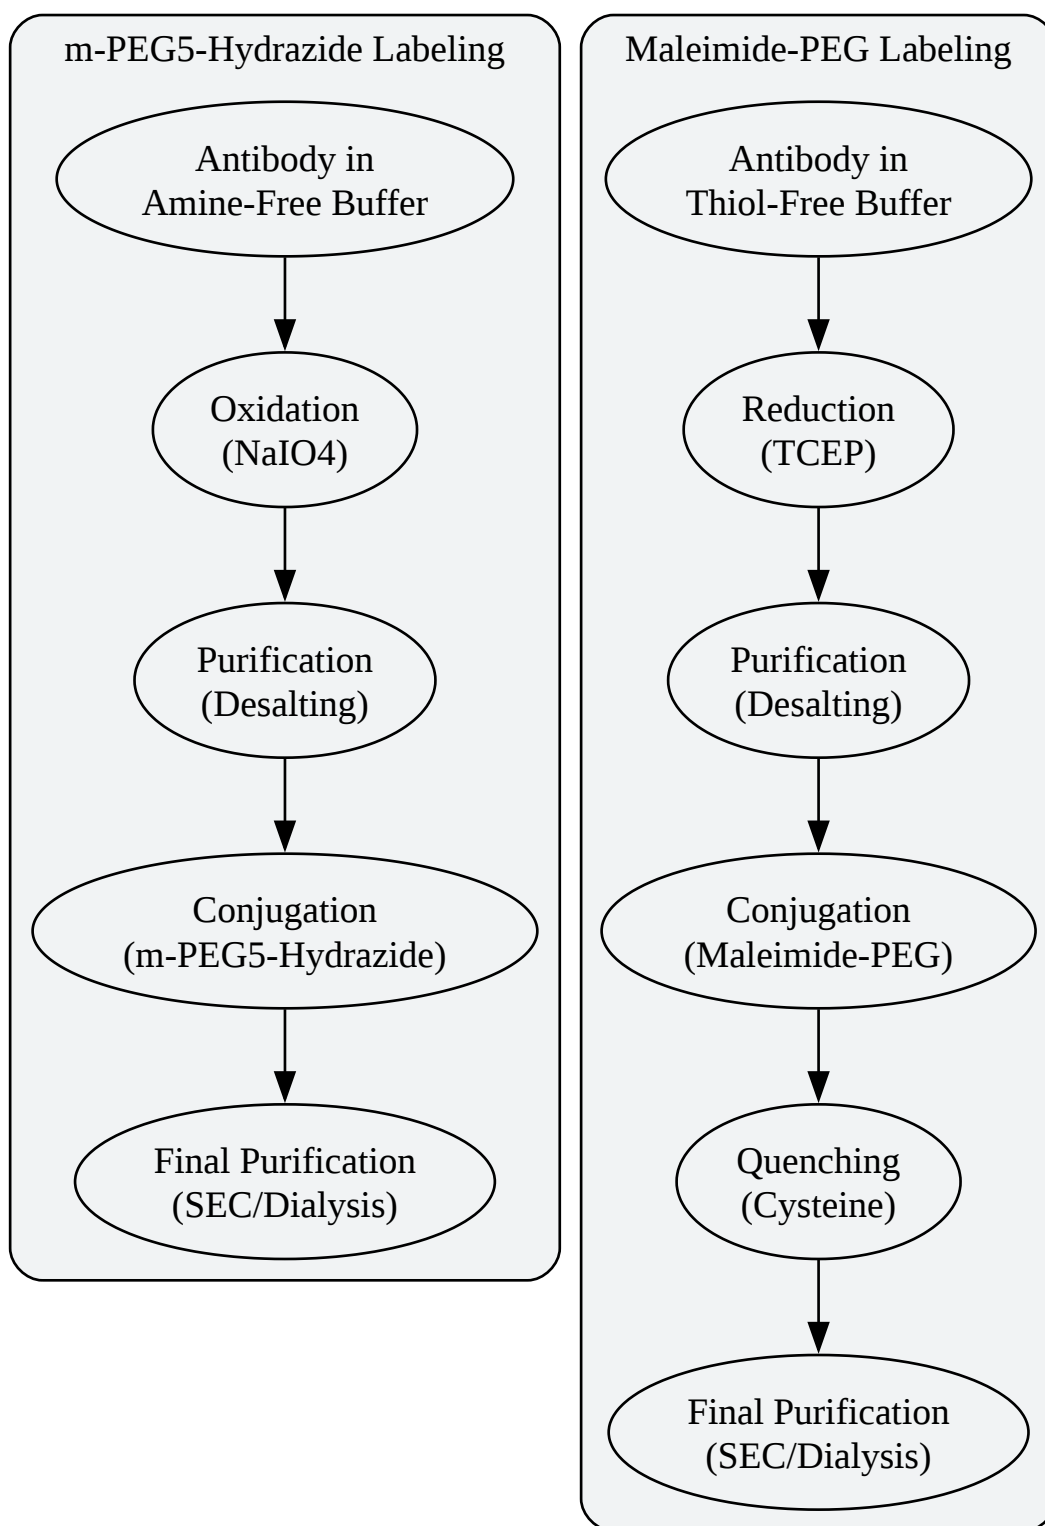 m-PEG5-Hydrazide Labeling
Antibody in
Amine-Free Buffer
Oxidation
(NaIO4)
Purification
(Desalting)
Conjugation
(m-PEG5-Hydrazide)
Final Purification
(SEC/Dialysis)
Maleimide-PEG Labeling
Antibody in
Thiol-Free Buffer
Reduction
(TCEP)
Purification
(Desalting)
Conjugation
(Maleimide-PEG)
Quenching
(Cysteine)
Final Purification
(SEC/Dialysis)